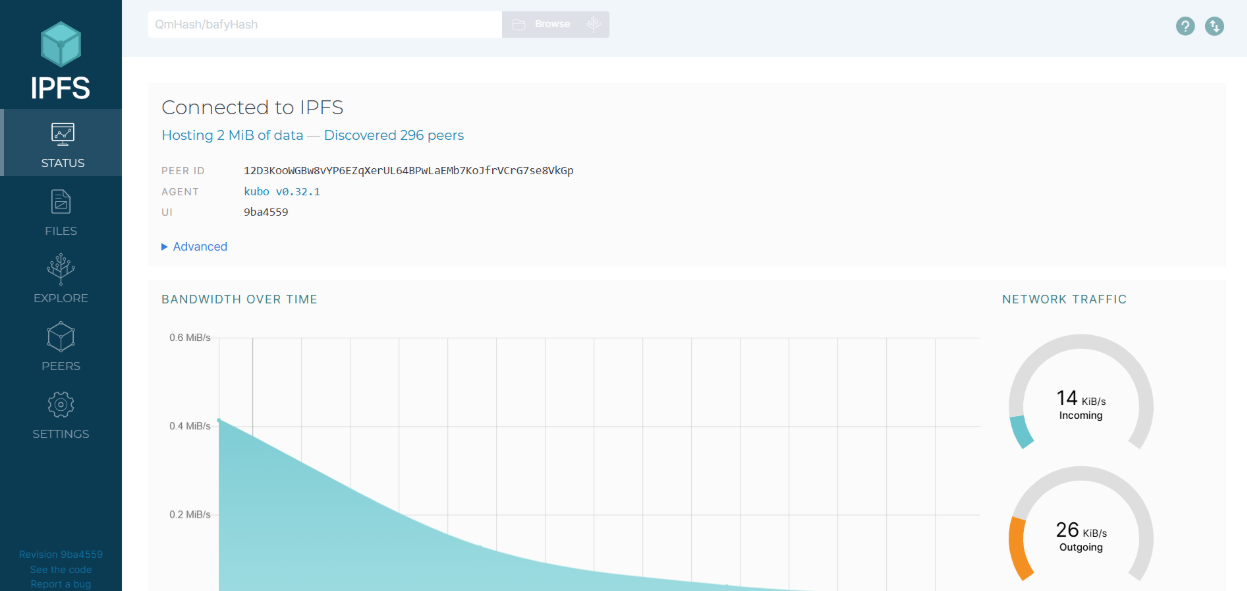 IPFS
STATUS
FILES
EXPLORE
PEERS
SETTINGS
Revision 9ba4559
See the code
Report a bug
QmHash/bafyHash
Browse
?
Connected to IPFS
Hosting 2 MiB of data — Discovered 296 peers
PEER ID 12D3KooWGBw8vYP6EZqXerUL64BPwLaEMb7KoJfrVCrG7se8VkGp
AGENT kubo v0.32.1
UI 9ba4559
Advanced
BANDWIDTH OVER TIME
0.6 MiB/s
0.4 MiB/s
0.2 MiB/s
NETWORK TRAFFIC
14 KiB/s
Incoming
26 KiB/s
Outgoing